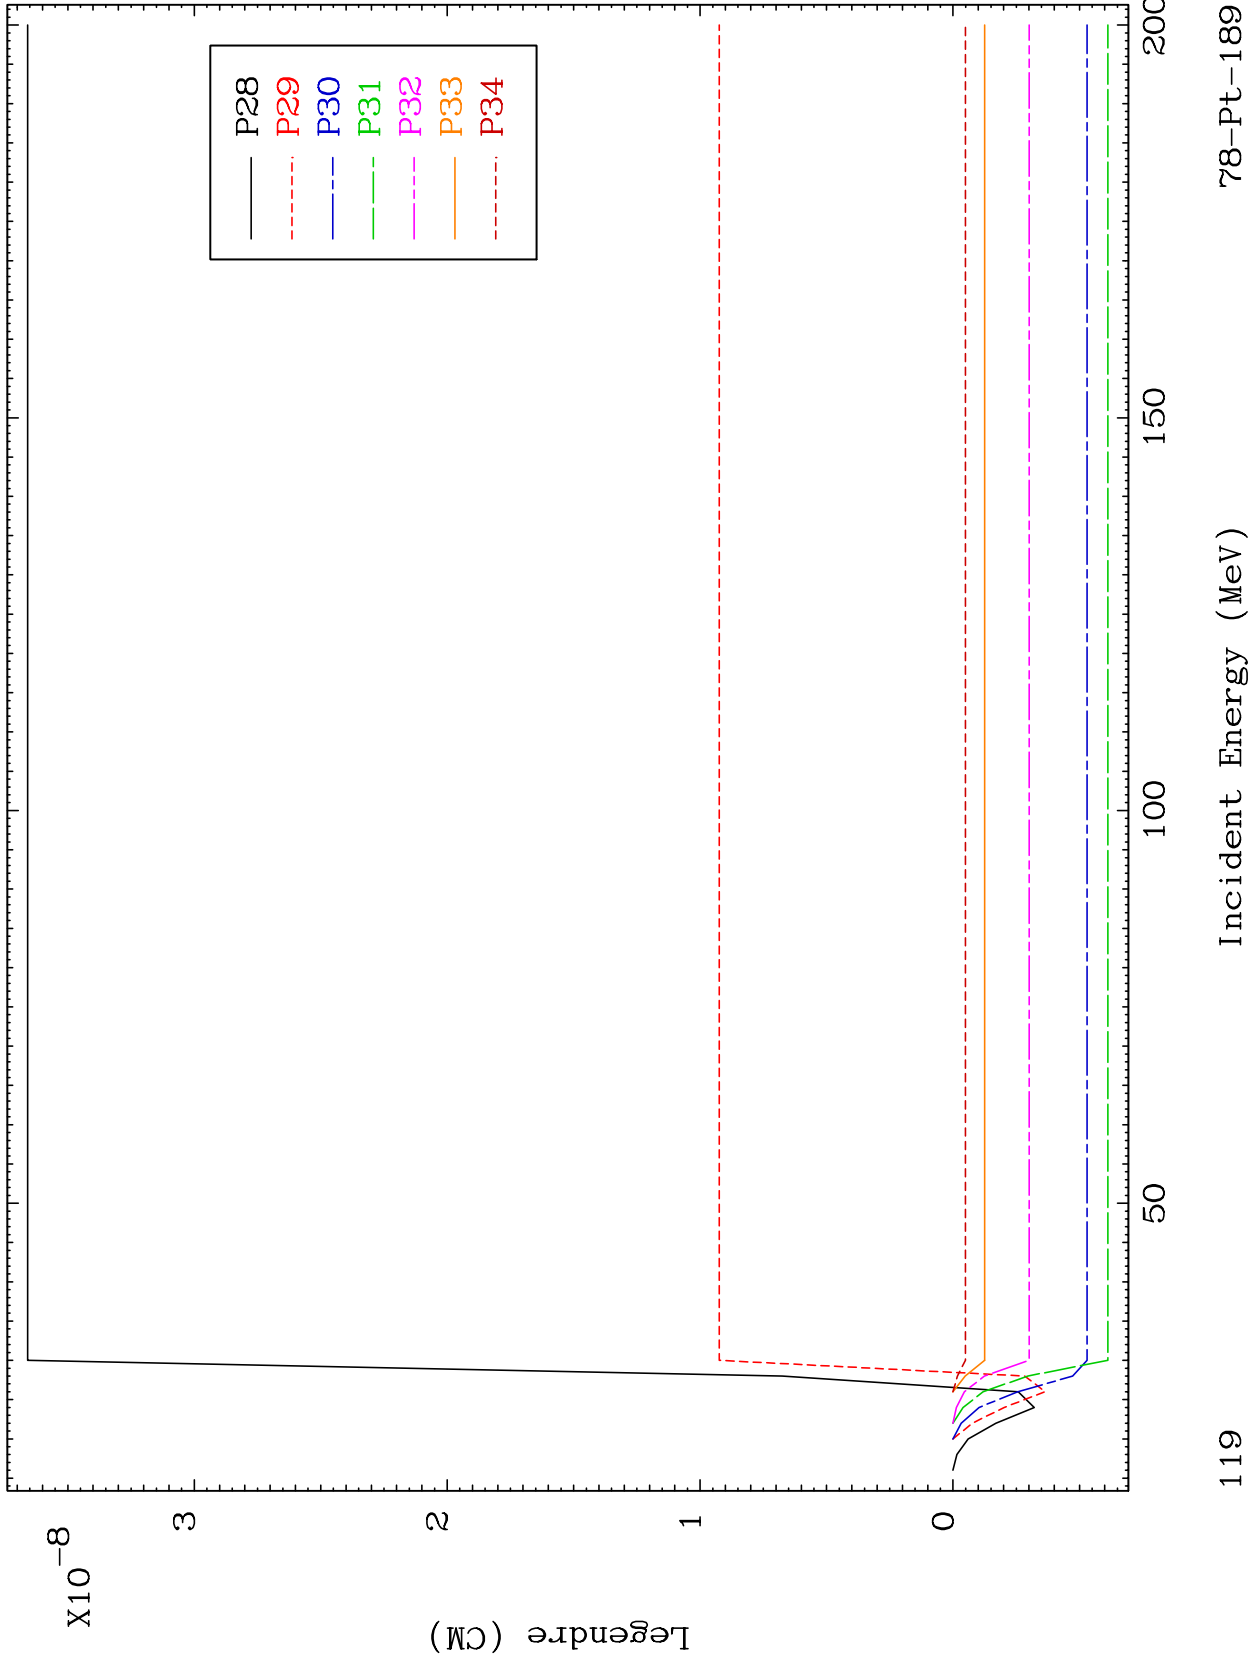 X10-8
3
2
1
0
Legendre (CM)
P28
P29
P30
P31
P32
P33
P34
50
100
150
200
Incident Energy (MeV)
119
78-Pt-189